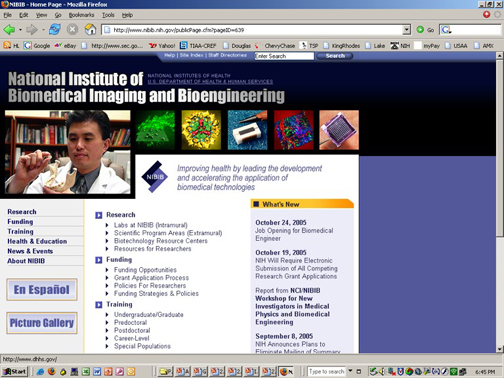 NIBIB - Home Page - Mozilla Firefox
File Edit View Go Bookmarks Tools Help
http://www.nibib.nih.gov/publicPage.cfm?pageID=639
Go
HL Google eBay http://www.sec.go... Yahoo! TIAA-CREF Douglas ChevyChase TSP KingRhodes Lake NIH myPay USAA AMX
Help | Site Index | Staff Directories Enter Search Search
National Institute of
NATIONAL INSTITUTES OF HEALTH
U.S. DEPARTMENT OF HEALTH & HUMAN SERVICES
Biomedical Imaging and Bioengineering
NIBIB
Improving health by leading the development
and accelerating the application of
biomedical technologies
Research
Funding
Training
Health & Education
News & Events
About NIBIB
En Español
Picture Gallery
Research
Labs at NIBIB (Intramural)
Scientific Program Areas (Extramural)
Biotechnology Resource Centers
Resources for Researchers
Funding
Funding Opportunities
Grant Application Process
Policies For Researchers
Funding Strategies & Policies
Training
Undergraduate/Graduate
Predoctoral
Postdoctoral
Career-Level
Special Populations
What's New
October 24, 2005
Job Opening for Biomedical
Engineer
October 19, 2005
NIH Will Require Electronic
Submission of All Competing
Research Grant Applications
Report from NCI/NIBIB
Workshop for New
Investigators in Medical
Physics and Biomedical
Engineering
September 8, 2005
NIH Announces Plans to
Eliminate Mailing of Summary
http://www.dhhs.gov/
Start
Type to search
6:45 PM